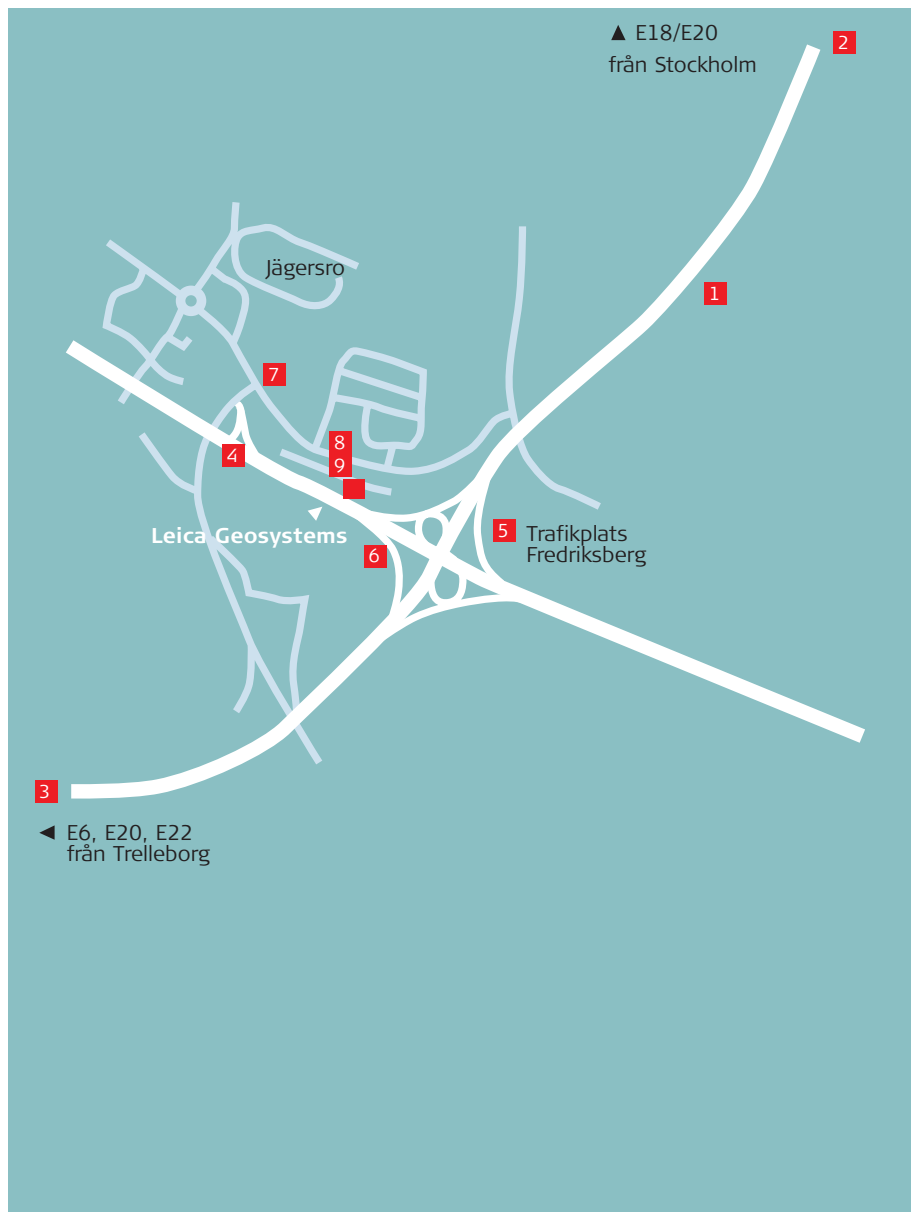 ▲ E18/E20
från Stockholm
2
1
Jägersro
7
8
4
9
5
Trafikplats
Fredriksberg
Leica Geosystems
6
3
◄ E6, E20, E22
från Trelleborg